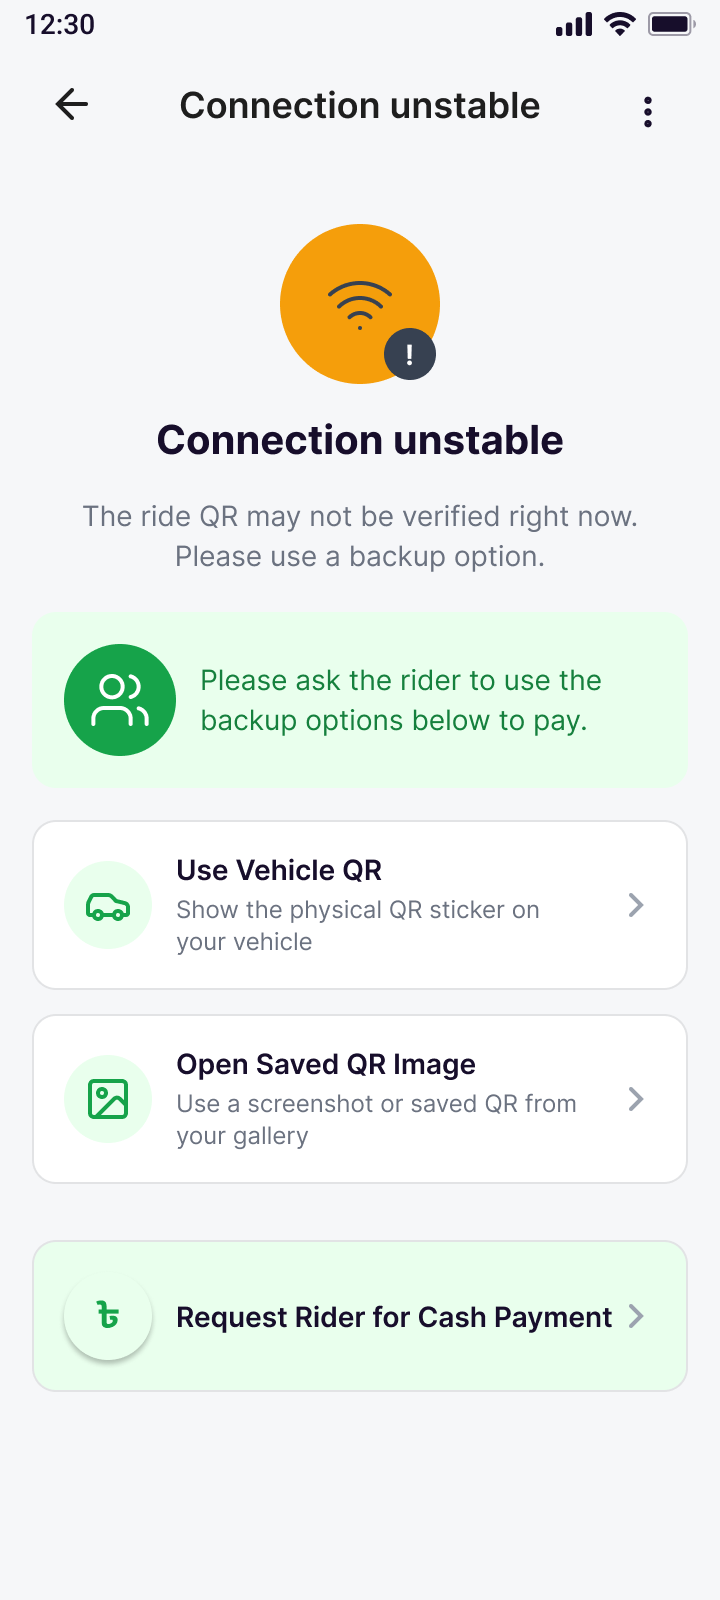 12:30
Connection unstable
!
Connection unstable
The ride QR may not be verified right now.
Please use a backup option.
Please ask the rider to use the
backup options below to pay.
Use Vehicle QR
Show the physical QR sticker on
your vehicle
Open Saved QR Image
Use a screenshot or saved QR from
your gallery
৳ Request Rider for Cash Payment